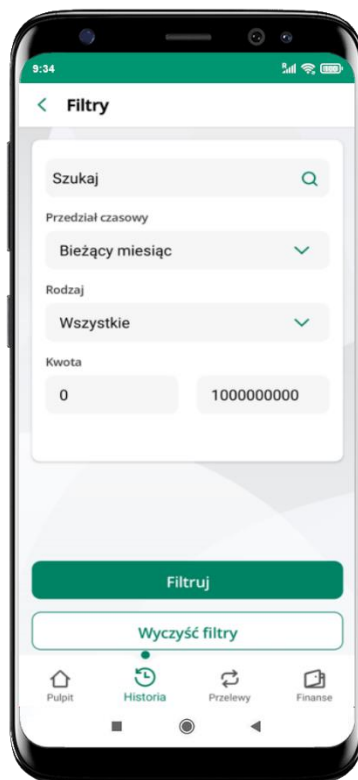 9:34
Filtry
Szukaj
Przedział czasowy
Bieżący miesiąc
Rodzaj
Wszystkie
Kwota
0 1000000000
Filtruj
Wyczyść filtry
Pulpit Historia Przelewy Finanse